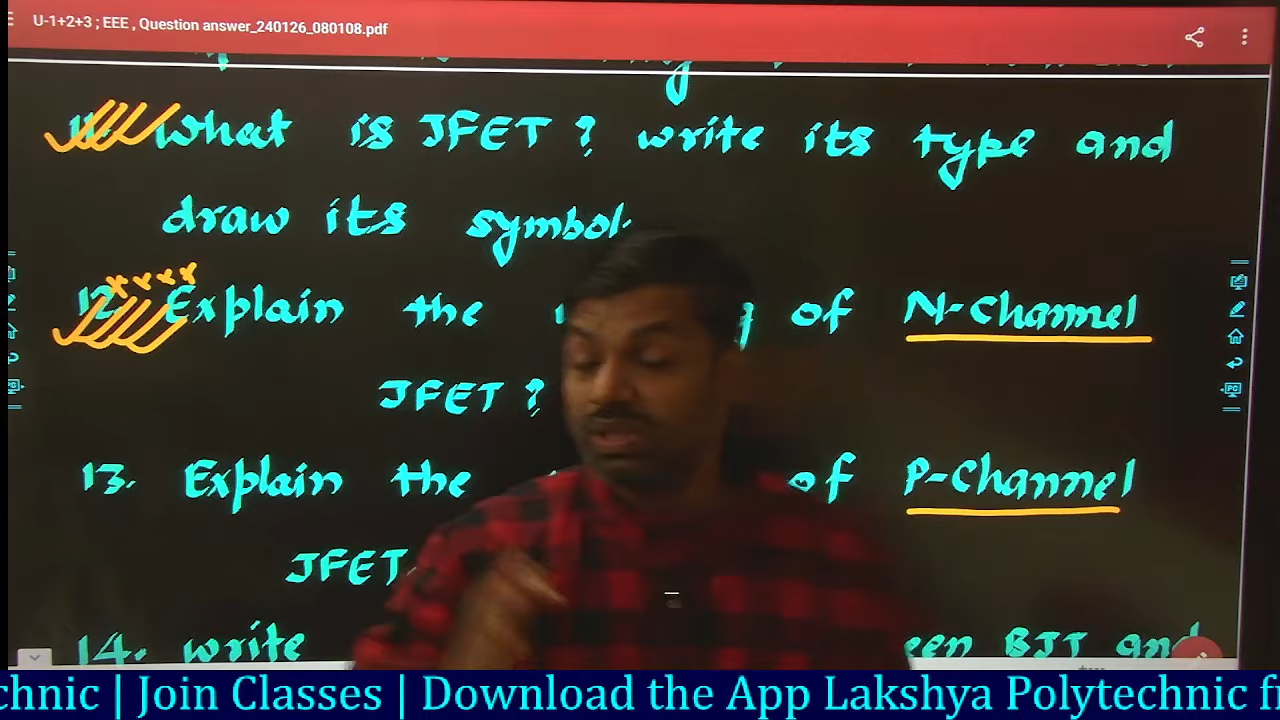 U-1+2+3 ; EEE , Question answer_240126_080108.pdf
11. What is JFET ? write its type and
draw its symbol.
12. Explain the of N-Channel
JFET ?
13. Explain the of P-Channel
JFET.
14. write BJT and
chnic | Join Classes | Download the App Lakshya Polytechnic f